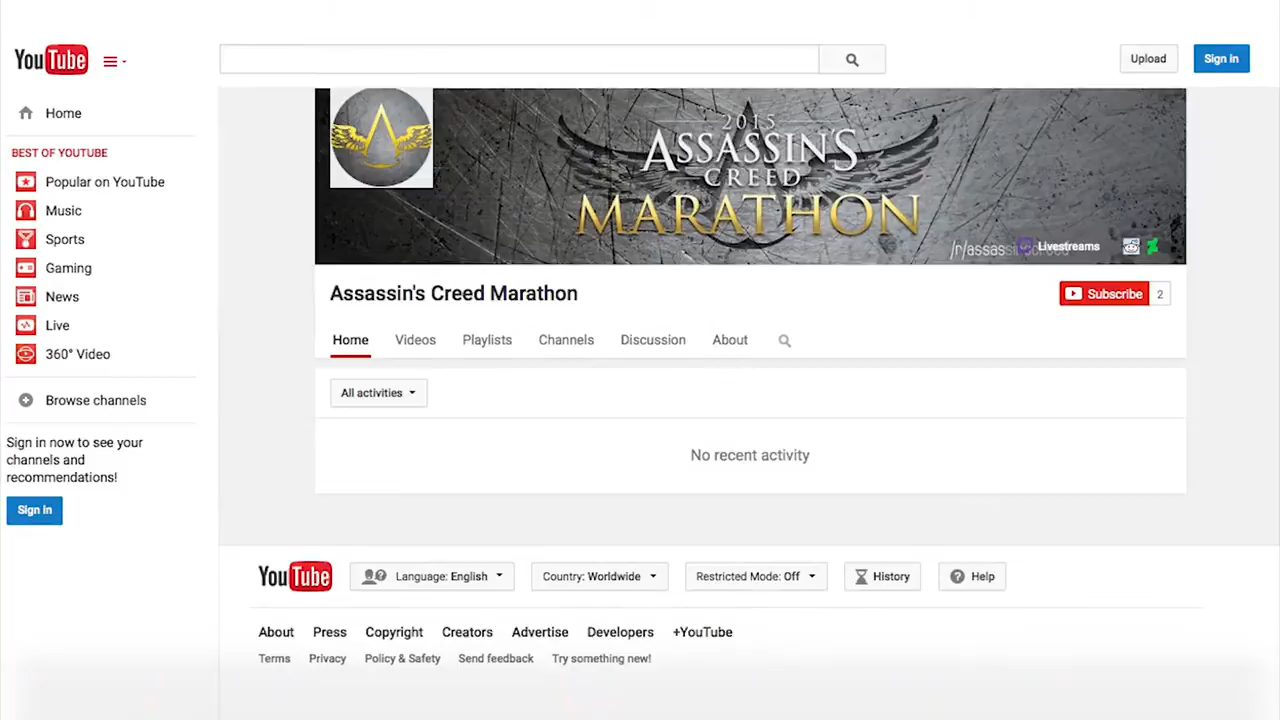 YouTube
Upload
Sign in
Home
BEST OF YOUTUBE
Popular on YouTube
Music
Sports
Gaming
News
Live
360° Video
Browse channels
Sign in now to see your
channels and
recommendations!
Sign in
2015
ASSASSIN'S
CREED
MARATHON
Livestreams
Assassin's Creed Marathon
Subscribe 2
Home Videos Playlists Channels Discussion About
All activities
No recent activity
YouTube Language: English Country: Worldwide Restricted Mode: Off History Help
About Press Copyright Creators Advertise Developers +YouTube
Terms Privacy Policy & Safety Send feedback Try something new!